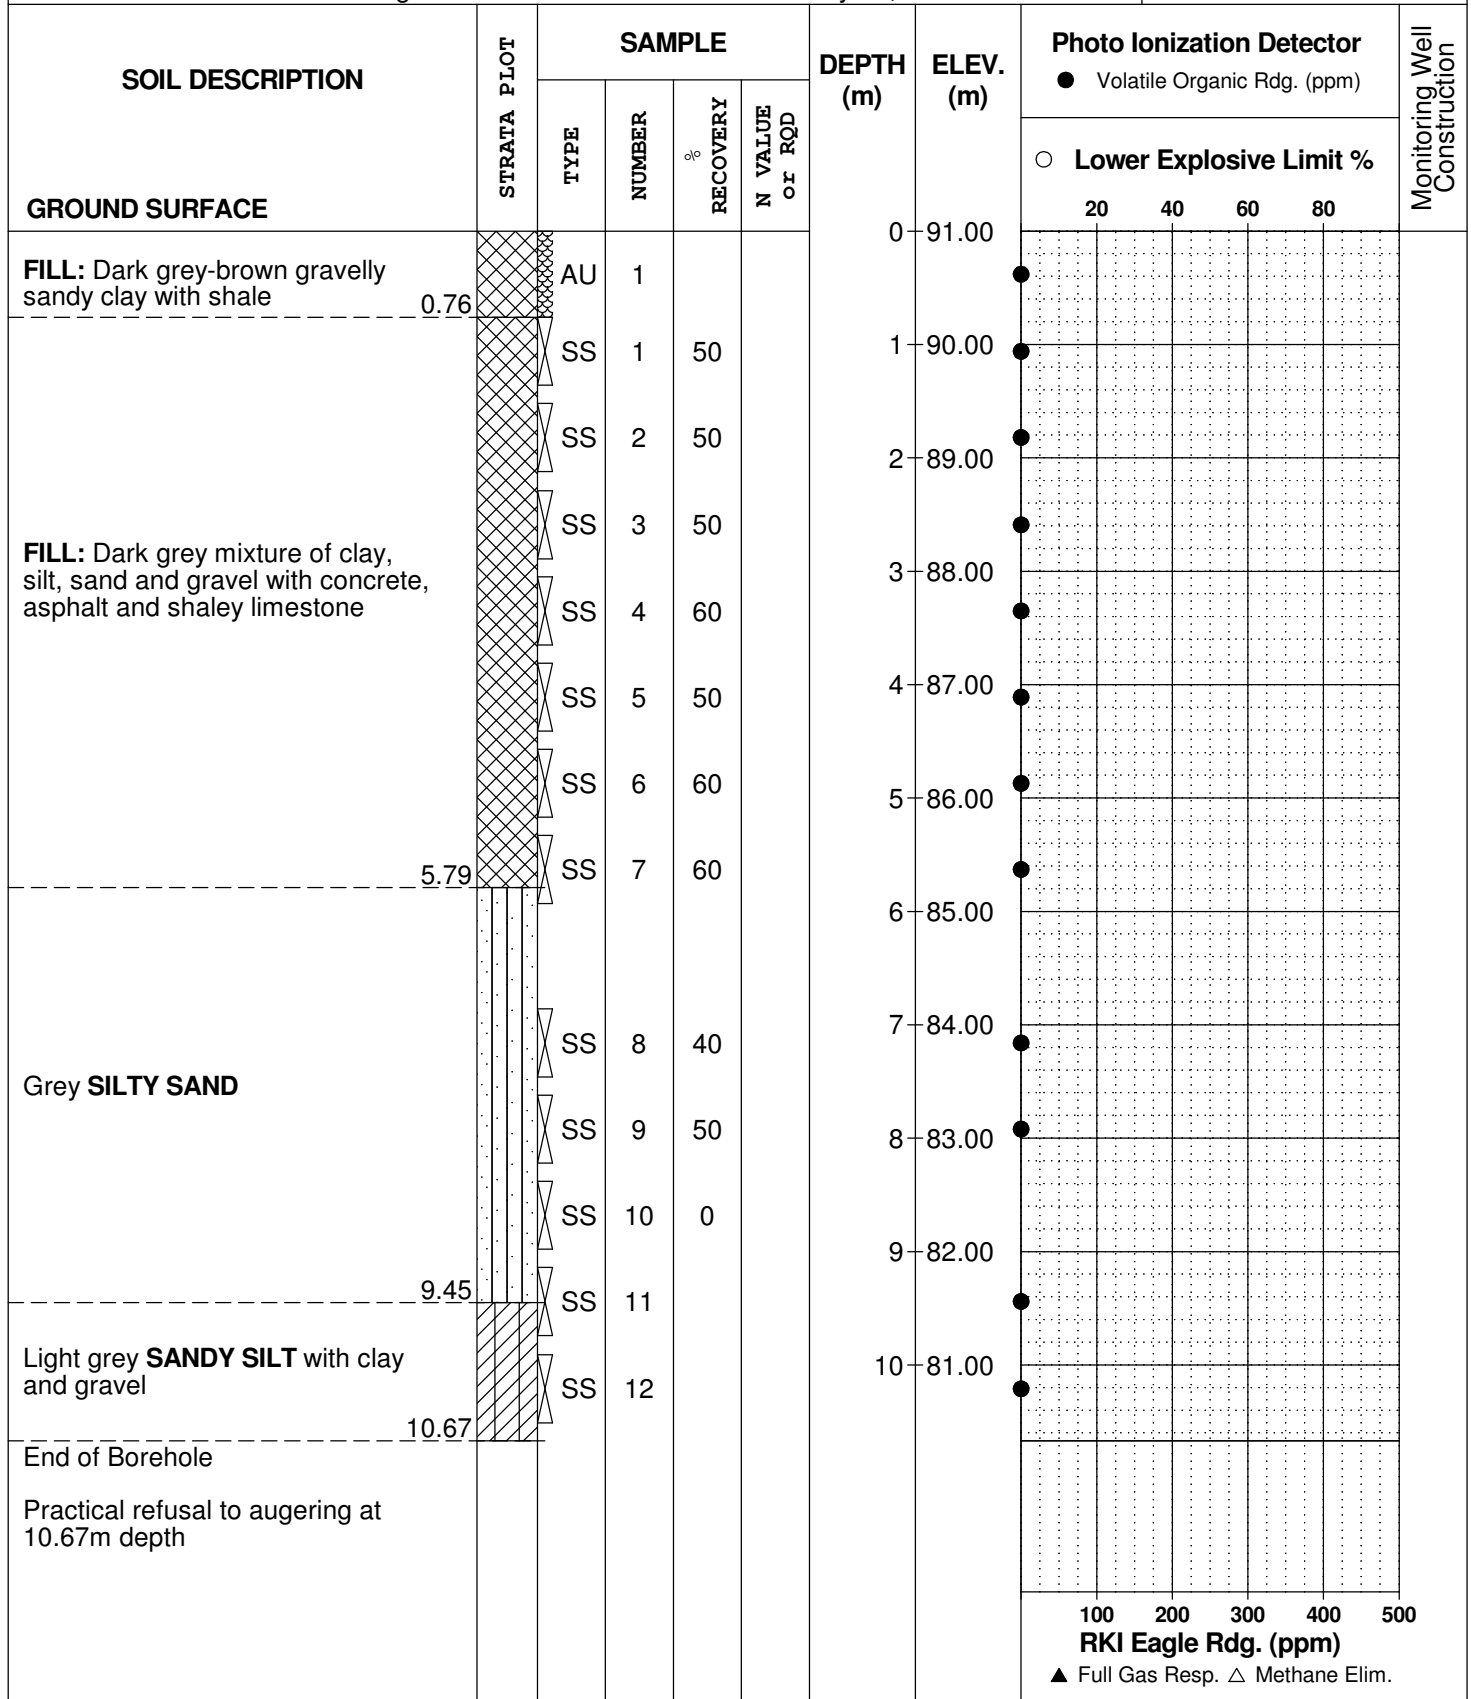 SOIL DESCRIPTION
GROUND SURFACE
STRATA PLOT
SAMPLE
TYPE
NUMBER
%
RECOVERY
N VALUE
or RQD
DEPTH
(m)
ELEV.
(m)
Photo Ionization Detector
● Volatile Organic Rdg. (ppm)
○ Lower Explosive Limit %
20 40 60 80
Monitoring Well
Construction
0 91.00
FILL: Dark grey-brown gravelly
sandy clay with shale
0.76
AU 1
SS 1 50
1 90.00
SS 2 50
2 89.00
SS 3 50
FILL: Dark grey mixture of clay,
silt, sand and gravel with concrete,
asphalt and shaley limestone
3 88.00
SS 4 60
4 87.00
SS 5 50
SS 6 60
5 86.00
5.79
SS 7 60
6 85.00
7 84.00
SS 8 40
Grey SILTY SAND
SS 9 50
8 83.00
SS 10 0
9 82.00
9.45
SS 11
Light grey SANDY SILT with clay
and gravel
10 81.00
SS 12
10.67
End of Borehole
Practical refusal to augering at
10.67m depth
100 200 300 400 500
RKI Eagle Rdg. (ppm)
▲ Full Gas Resp. △ Methane Elim.